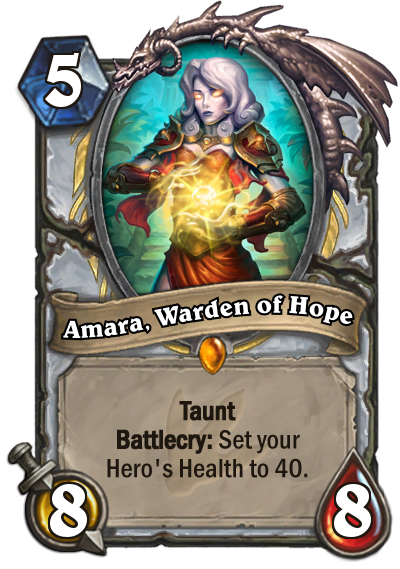 5
Amara, Warden of Hope
Taunt
Battlecry: Set your
Hero's Health to 40.
8
8